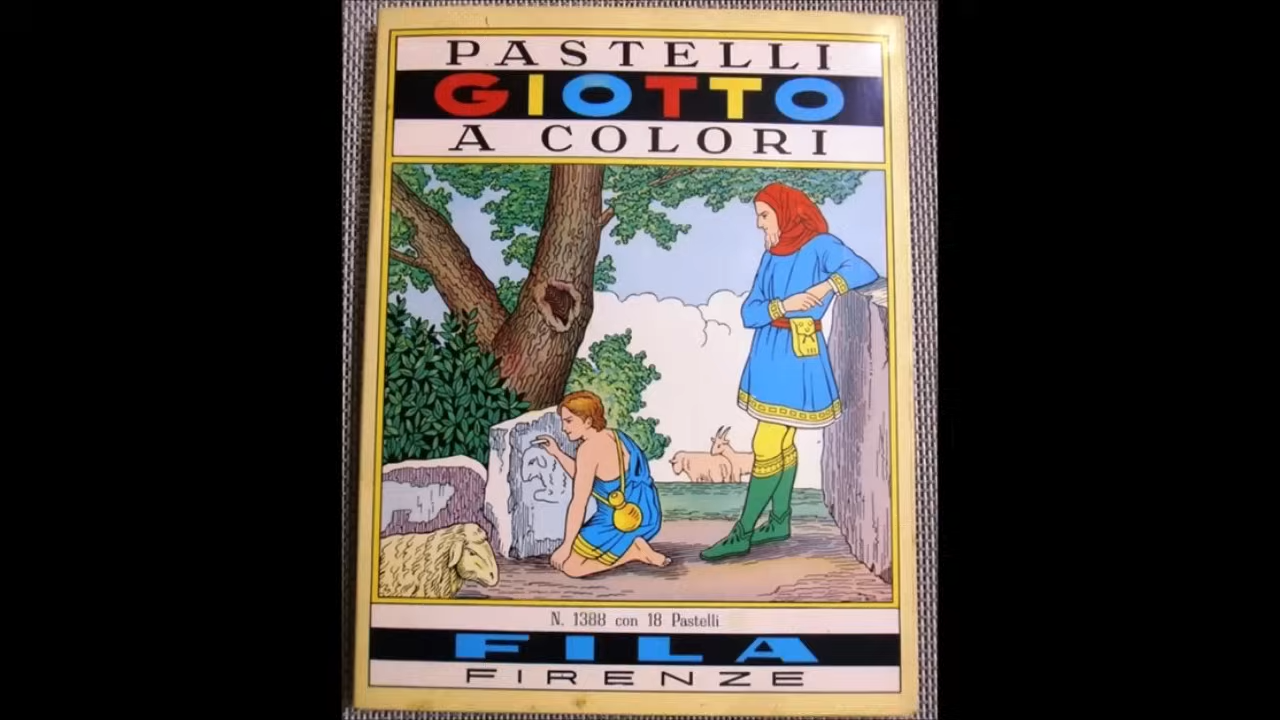 PASTELLI
GIOTTO
A COLORI
N. 1388 con 18 Pastelli
FILA
FIRENZE